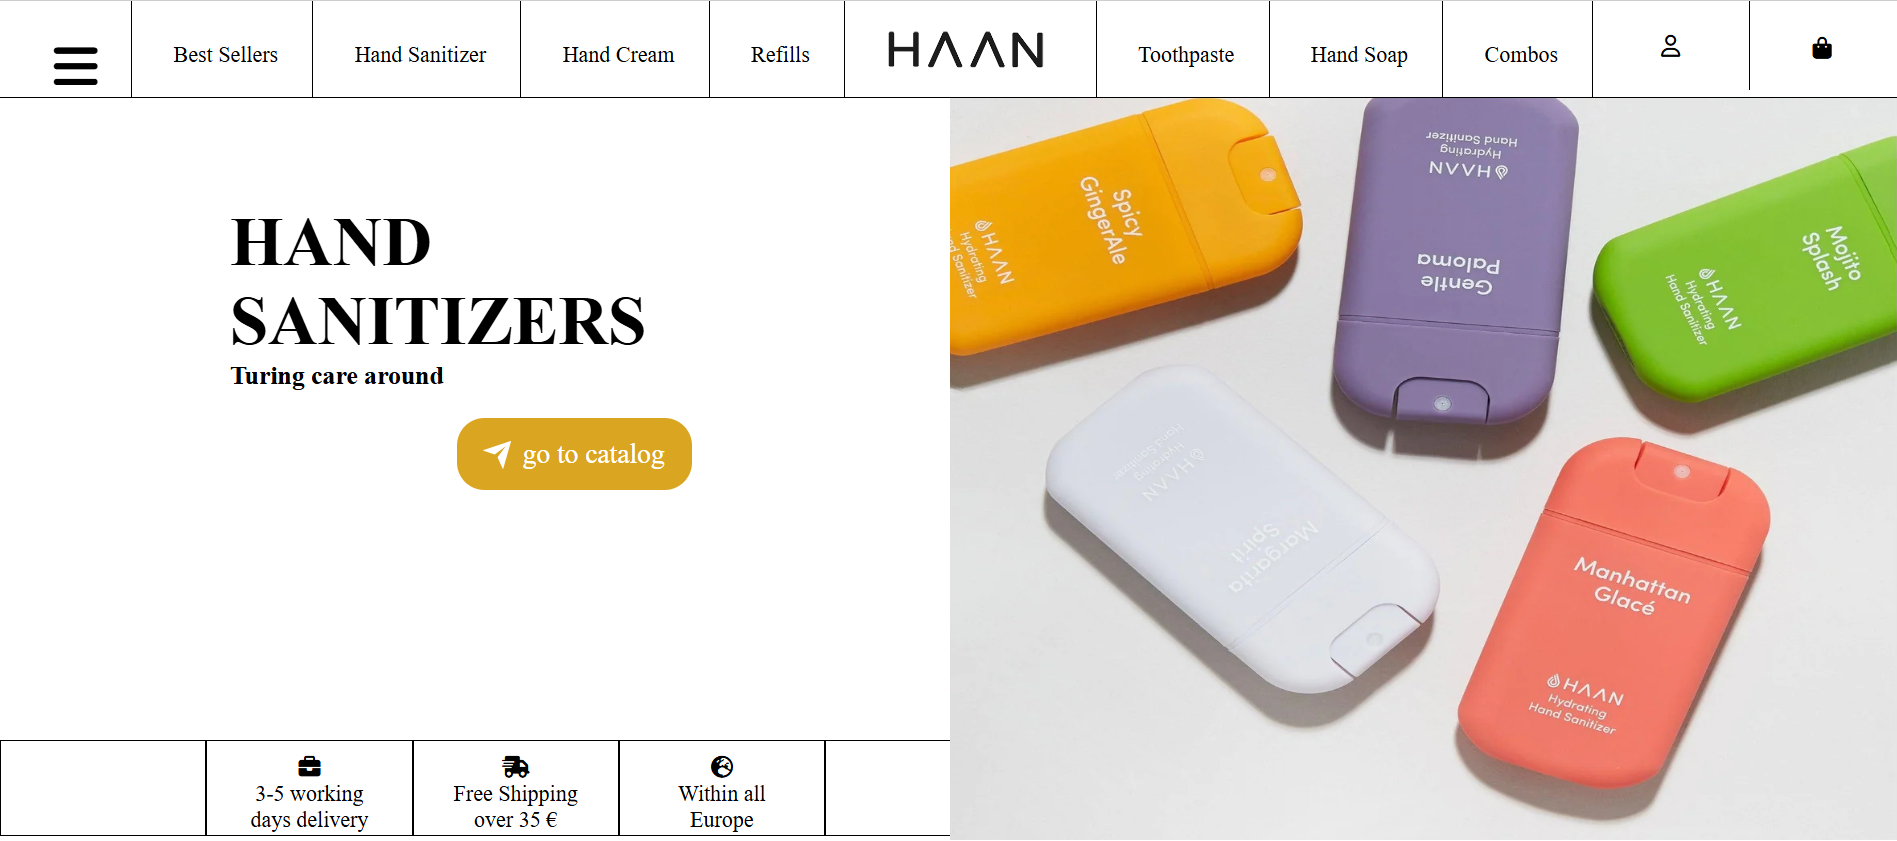 Best Sellers
Hand Sanitizer
Hand Cream
Refills
HAAN
Toothpaste
Hand Soap
Combos
HAND
SANITIZERS
Turing care around
go to catalog
3-5 working
days delivery
Free Shipping
over 35 €
Within all
Europe
Spicy
GingerAle
HAAN
Hydrating
nd Sanitizer
Gentle
Paloma
HAAN
Hydrating
Hand Sanitizer
Mojito
Splash
HAAN
Hydrating
Hand Sanitizer
Margarita
Spirit
HAAN
Hydrating
Hand Sanitizer
Manhattan
Glacé
HAAN
Hydrating
Hand Sanitizer